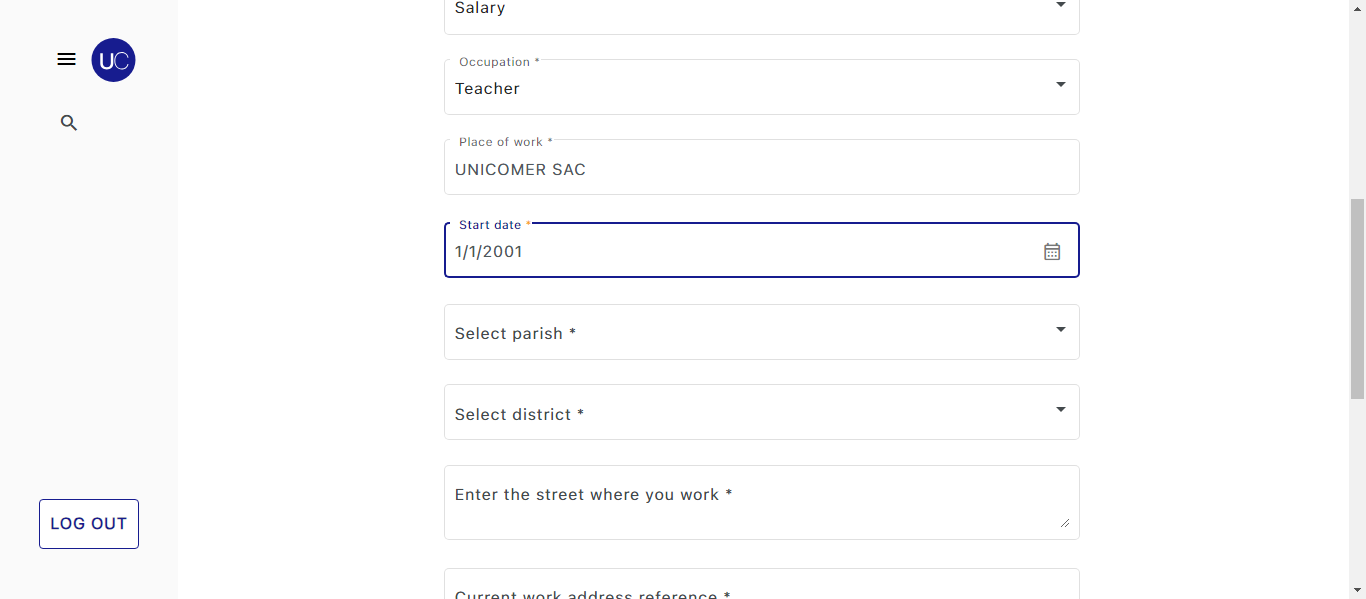 UC
LOG OUT
Salary
Occupation *
Teacher
Place of work *
UNICOMER SAC
Start date *
1/1/2001
Select parish *
Select district *
Enter the street where you work *
Current work address reference *